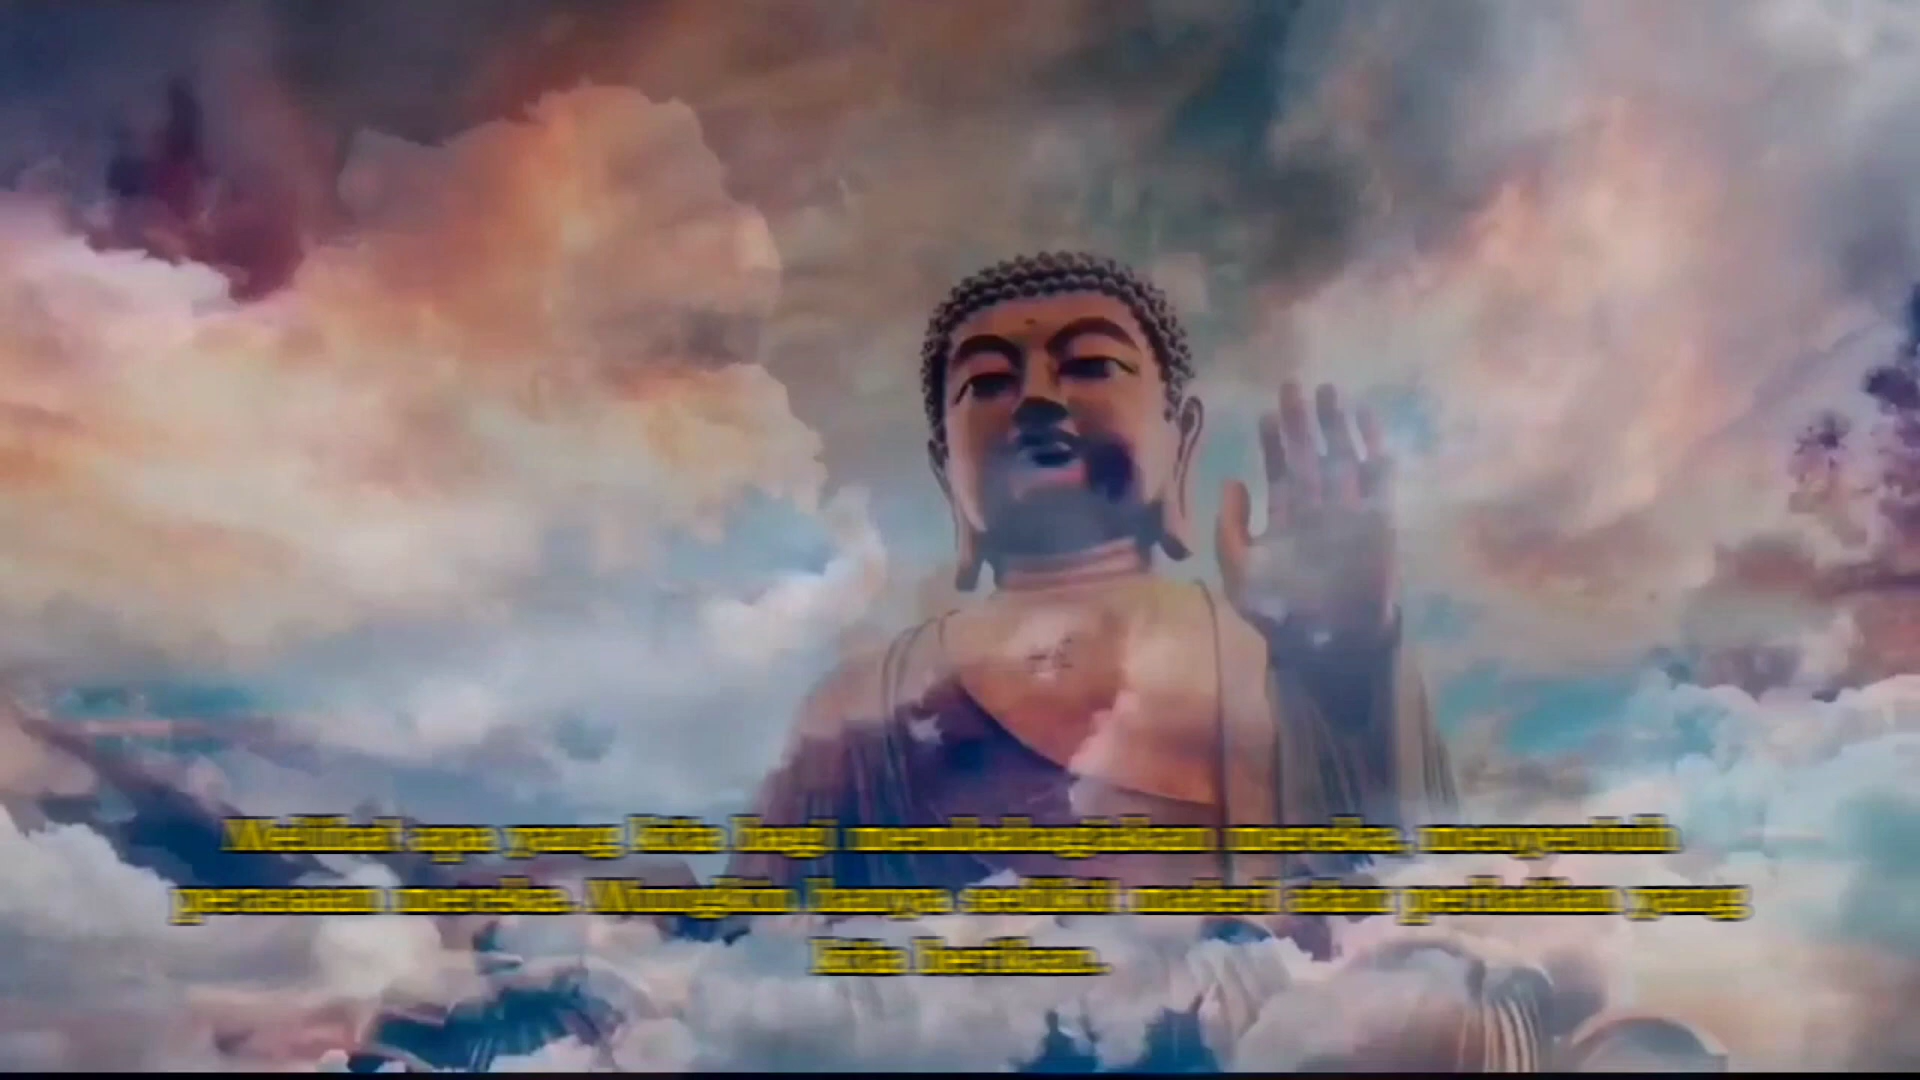 Melihat apa yang kita bagi membahagiakan mereka, menyentuh
perasaan mereka. Mungkin hanya sedikit materi atau perhatian yang
kita berikan.